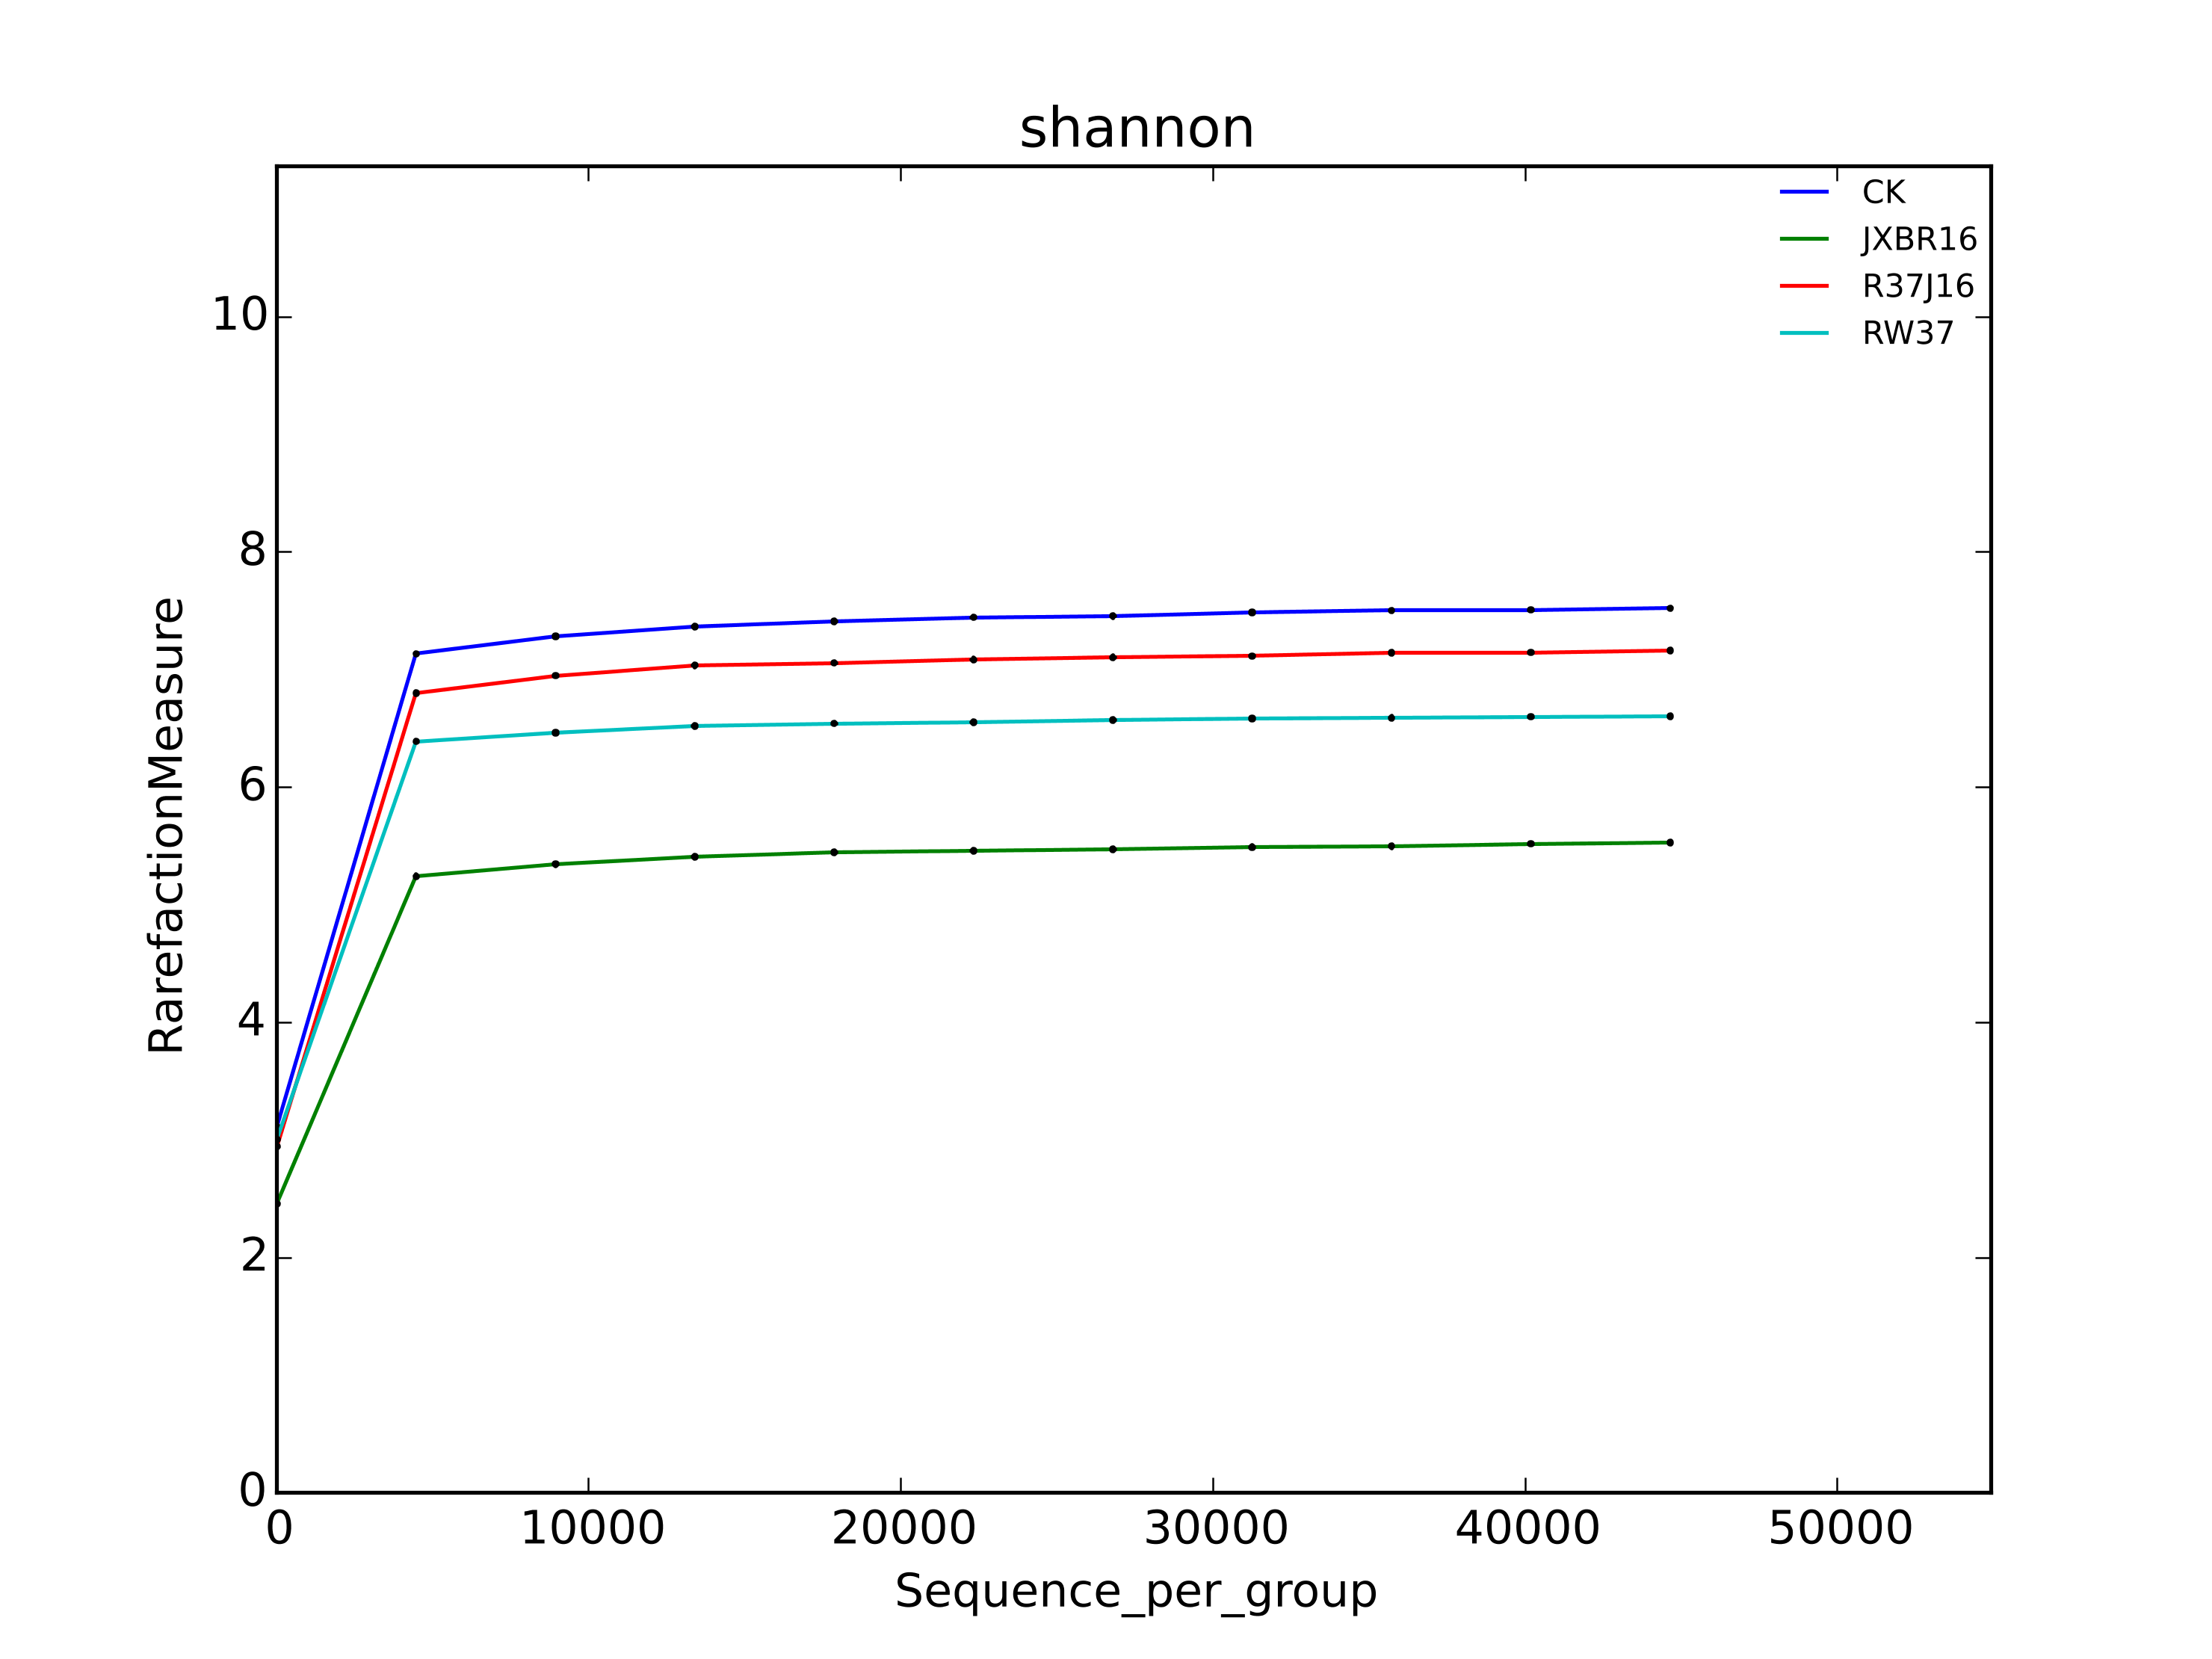 shannon
CK
JXBR16
R37J16
RW37
10
8
6
4
2
0
RarefactionMeasure
0 10000 20000 30000 40000 50000
Sequence_per_group